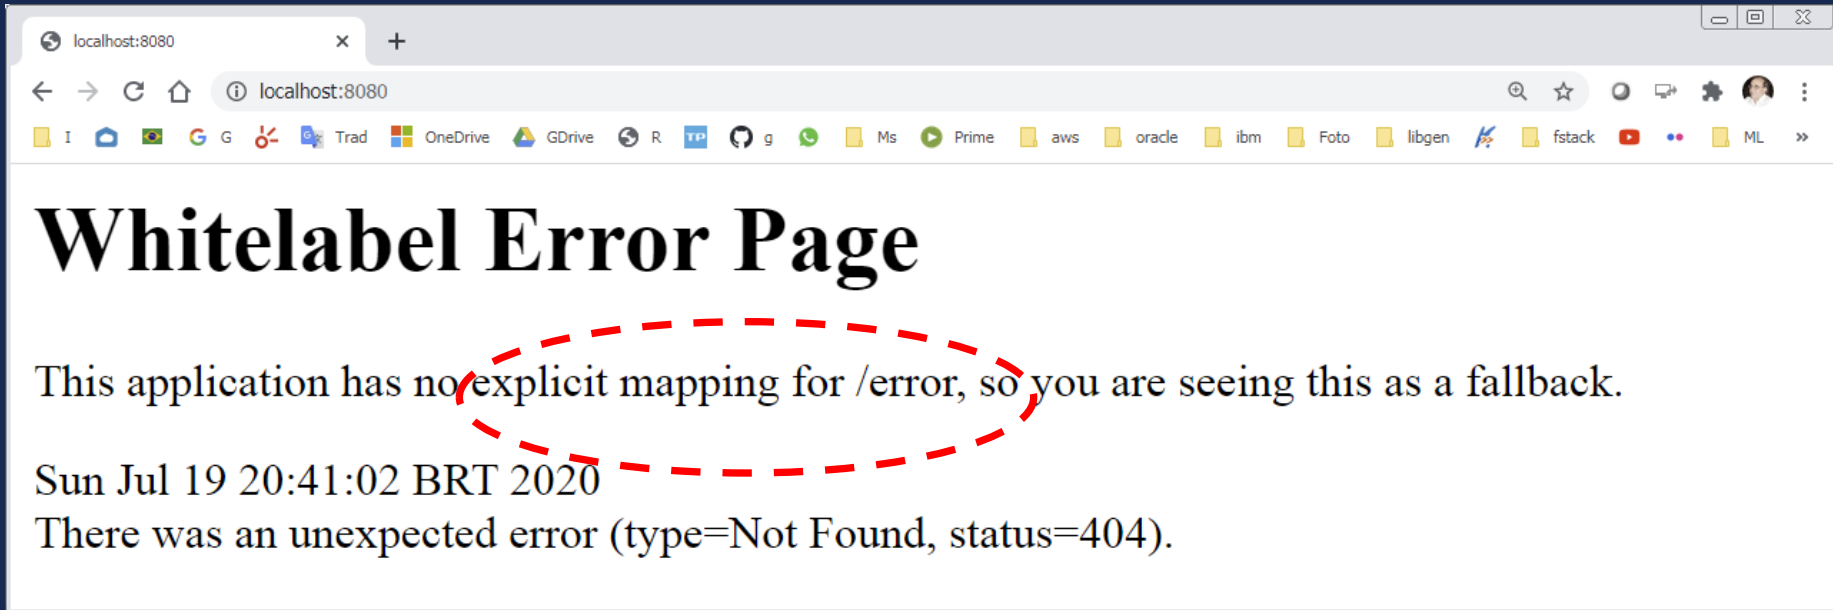 localhost:8080
localhost:8080
I G Trad OneDrive GDrive R TP g Ms Prime aws oracle ibm Foto libgen fstack ML »
Whitelabel Error Page
This application has no explicit mapping for /error, so you are seeing this as a fallback.
Sun Jul 19 20:41:02 BRT 2020
There was an unexpected error (type=Not Found, status=404).